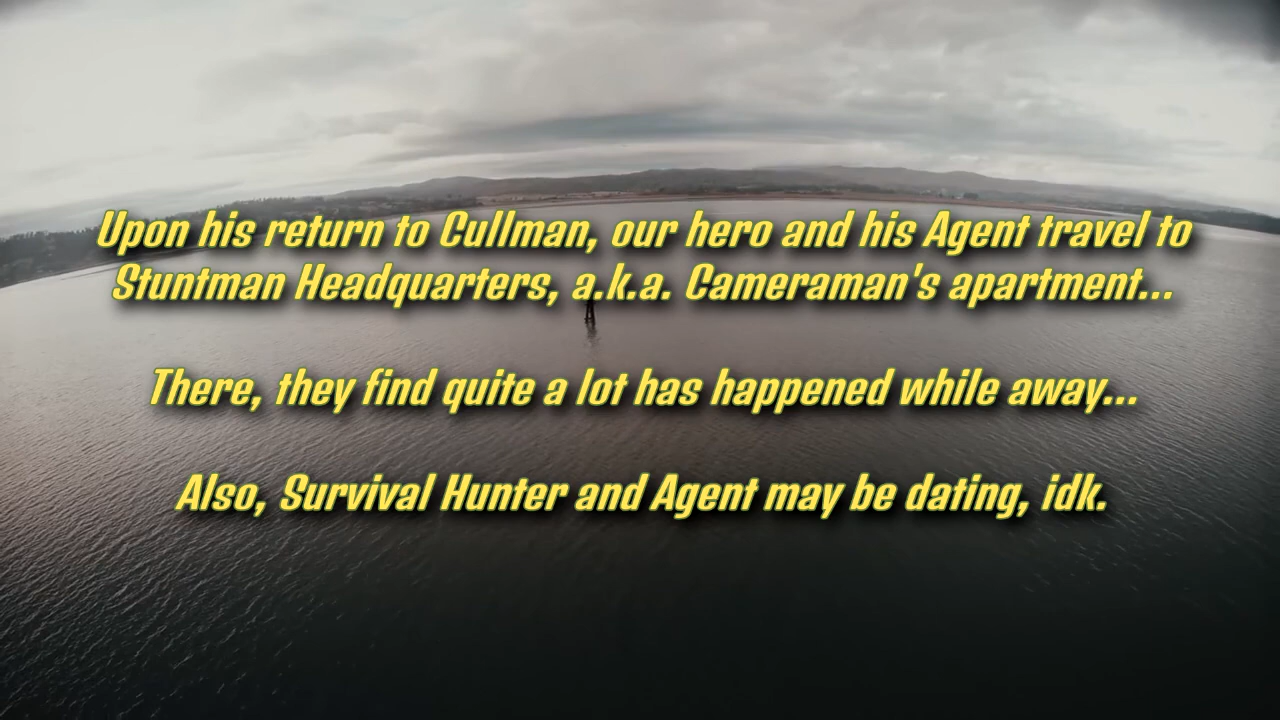 Upon his return to Cullman, our hero and his Agent travel to
Stuntman Headquarters, a.k.a. Cameraman's apartment...
There, they find quite a lot has happened while away...
Also, Survival Hunter and Agent may be dating, idk.